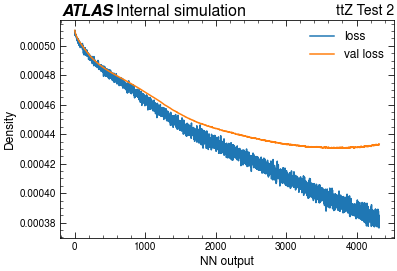 ATLAS Internal simulation
ttZ Test 2
loss
val loss
Density
0.00050
0.00048
0.00046
0.00044
0.00042
0.00040
0.00038
0
1000
2000
3000
4000
NN output